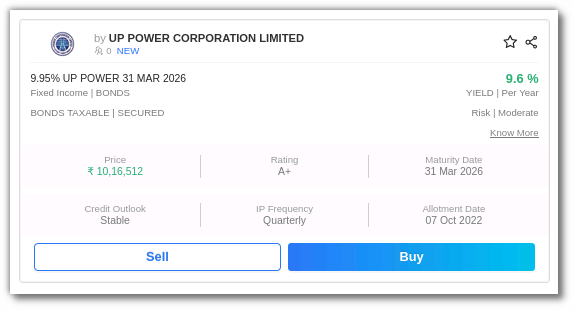 by UP POWER CORPORATION LIMITED
0 NEW
9.95% UP POWER 31 MAR 2026
9.6 %
Fixed Income | BONDS
YIELD | Per Year
BONDS TAXABLE | SECURED
Risk | Moderate
Know More
Price
Rating
Maturity Date
₹ 10,16,512
A+
31 Mar 2026
Credit Outlook
IP Frequency
Allotment Date
Stable
Quarterly
07 Oct 2022
Sell
Buy